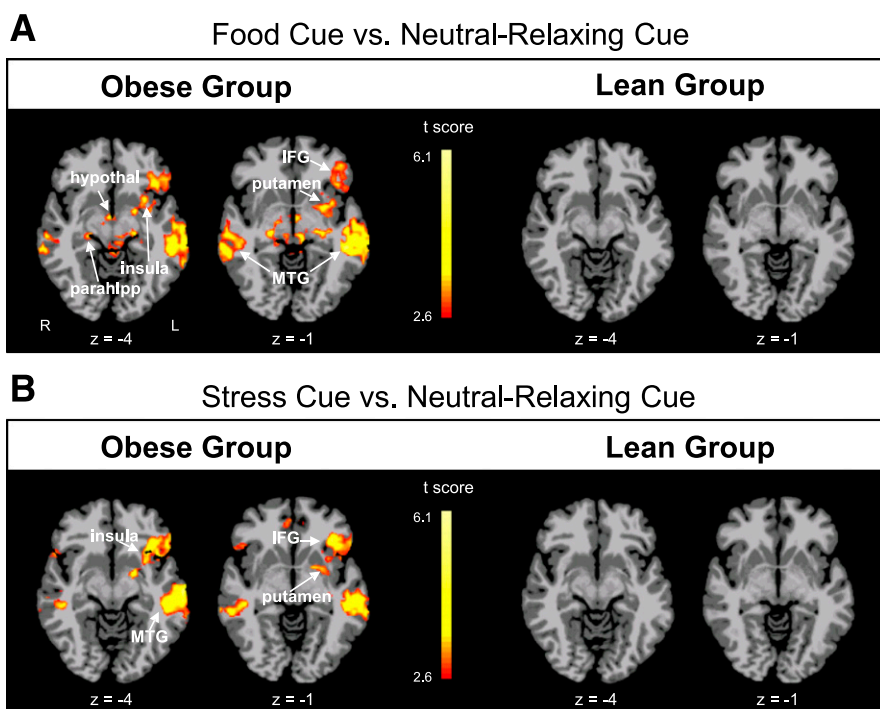 A
Food Cue vs. Neutral-Relaxing Cue
Obese Group
Lean Group
t score
6.1
2.6
hypothal
insula
parahIpp
R
L
z = -4
IFG
putamen
MTG
z = -1
z = -4
z = -1
B
Stress Cue vs. Neutral-Relaxing Cue
Obese Group
Lean Group
t score
6.1
2.6
insula
MTG
z = -4
IFG
putamen
z = -1
z = -4
z = -1